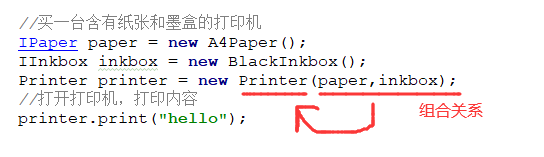 //买一台含有纸张和墨盒的打印机
IPaper paper = new A4Paper();
IInkbox inkbox = new BlackInkbox();
Printer printer = new Printer(paper,inkbox);
//打开打印机，打印内容
组合关系
printer.print("hello");